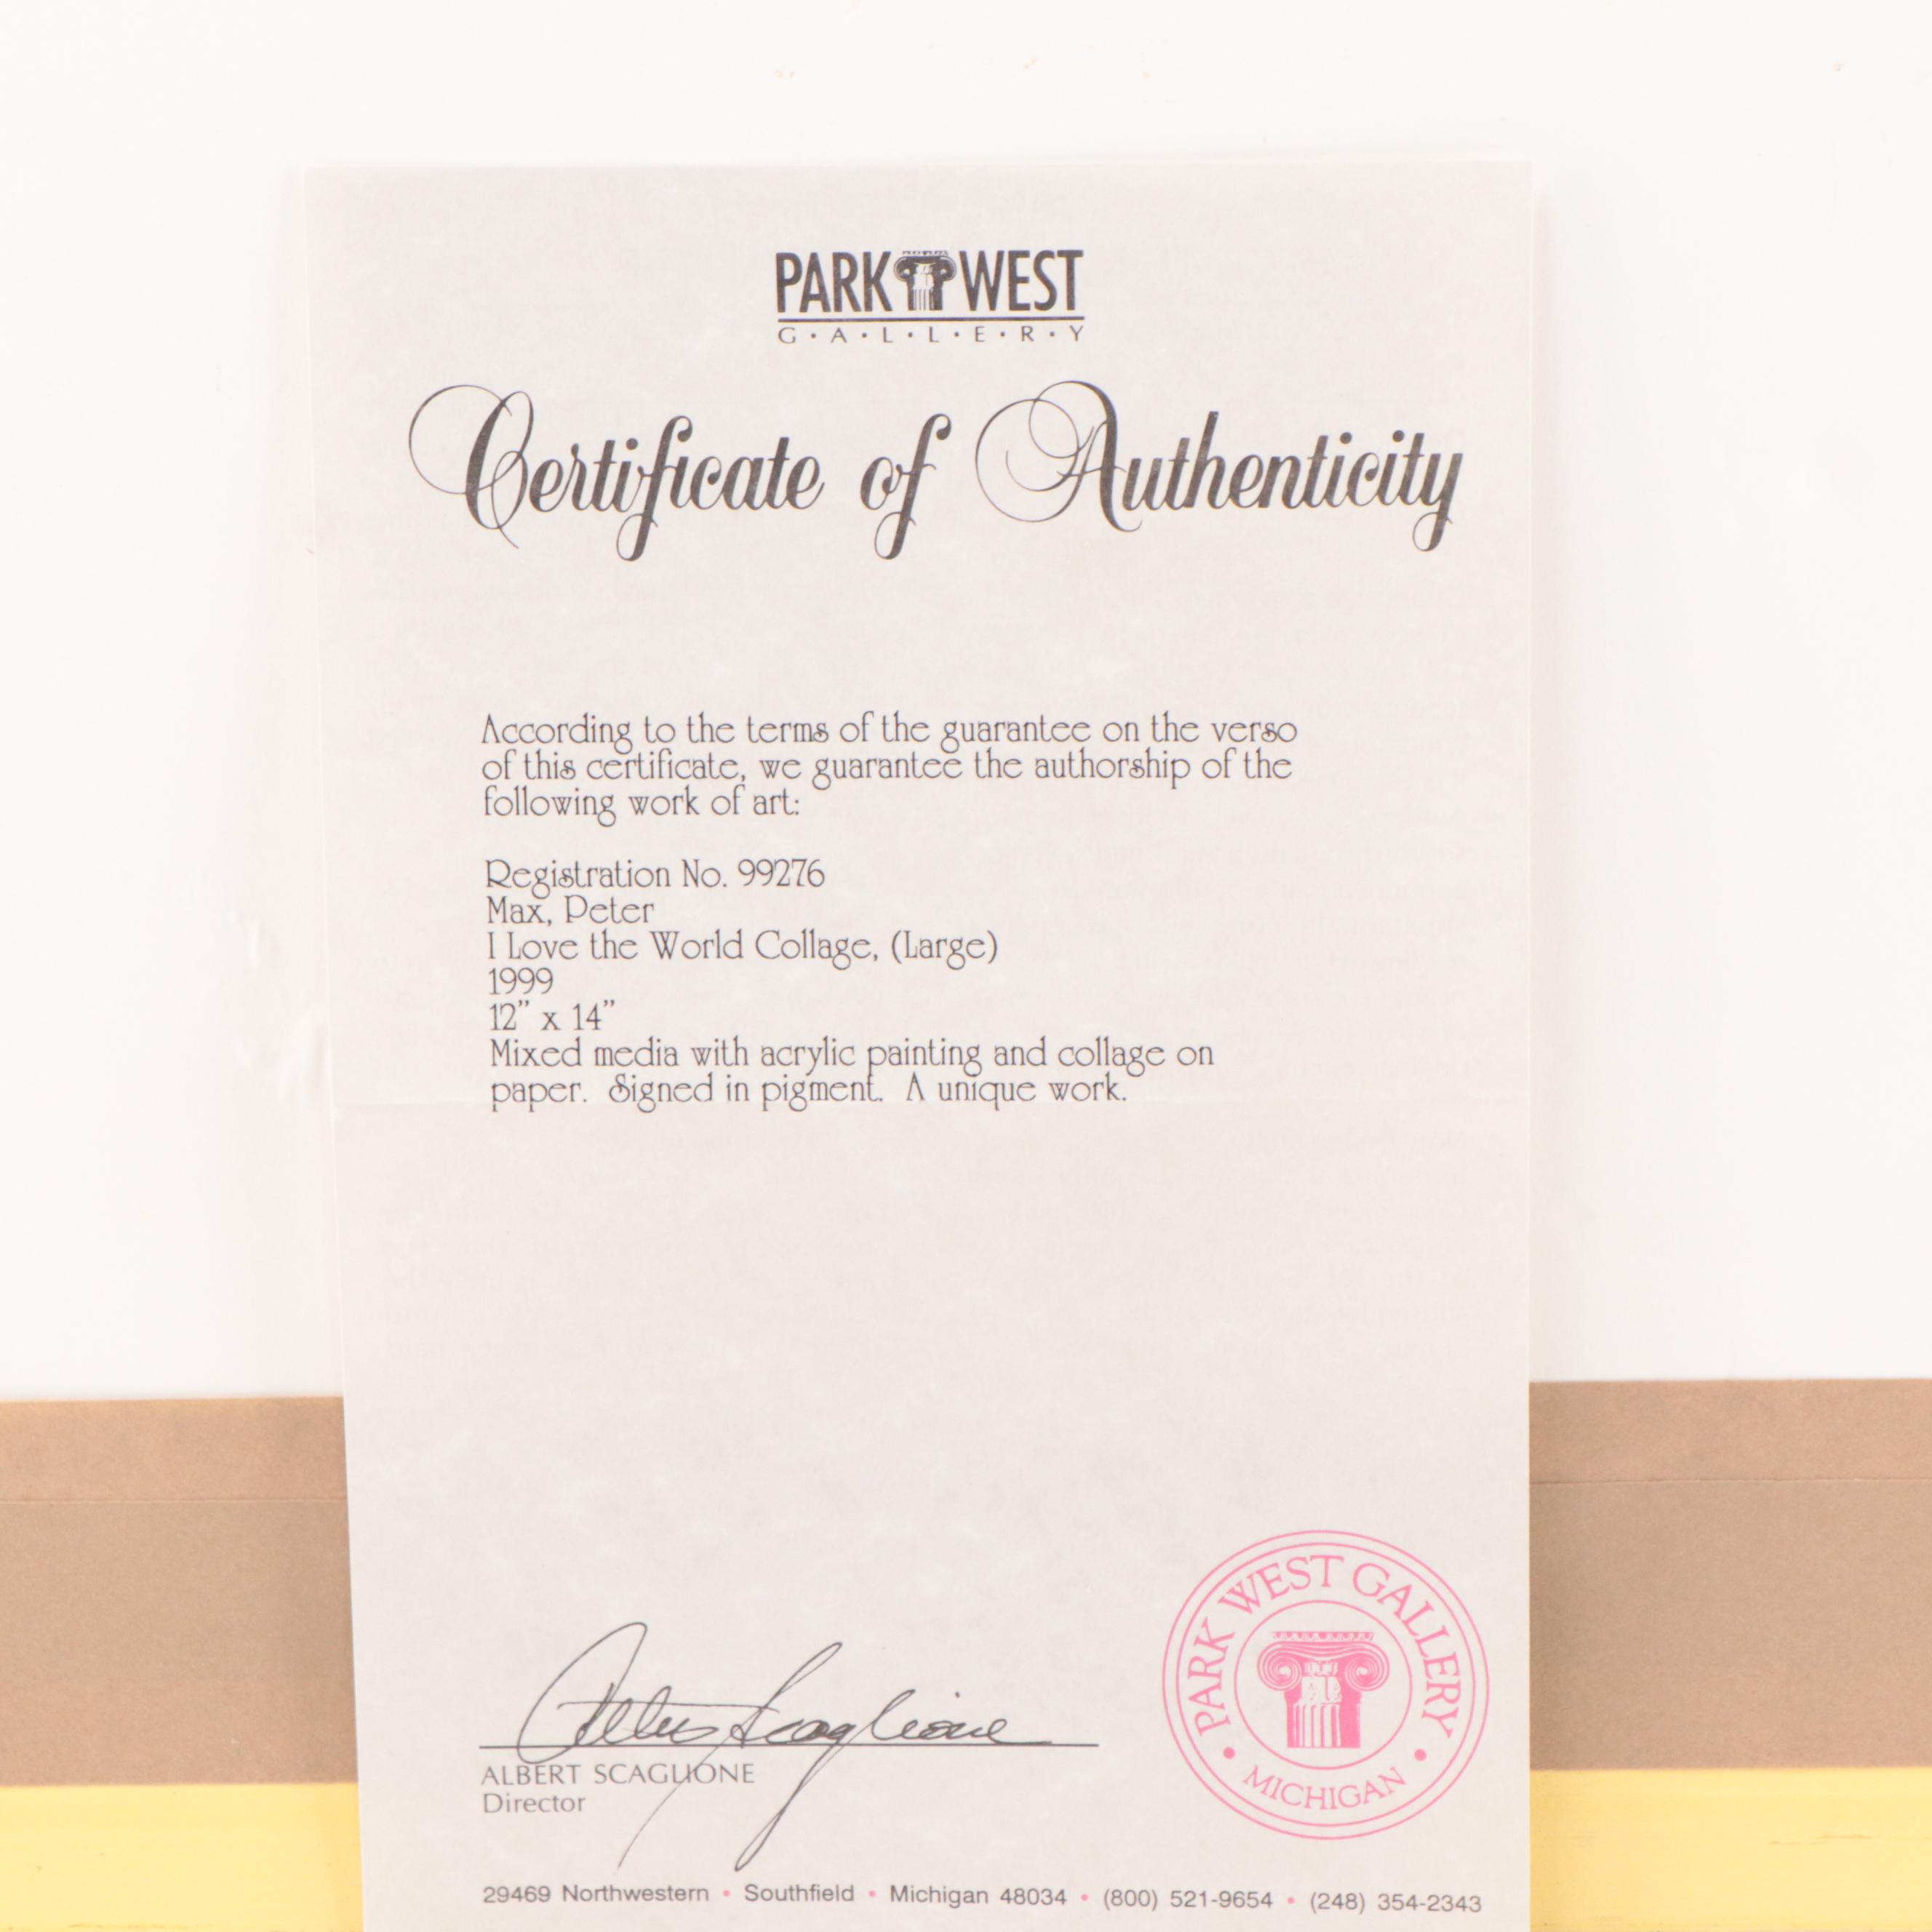 PARK WEST
G·A·L·L·E·R·Y
Certificate of Authenticity
According to the terms of the guarantee on the verso
of this certificate, we guarantee the authorship of the
following work of art:
Registration No. 99276
Max, Peter
I Love the World Collage, (Large)
1999
12” x 14”
Mixed media with acrylic painting and collage on
paper. Signed in pigment. A unique work.
Albert Scaglione
ALBERT SCAGLIONE
Director
PARK WEST GALLERY
• MICHIGAN •
29469 Northwestern • Southfield • Michigan 48034 • (800) 521-9654 • (248) 354-2343